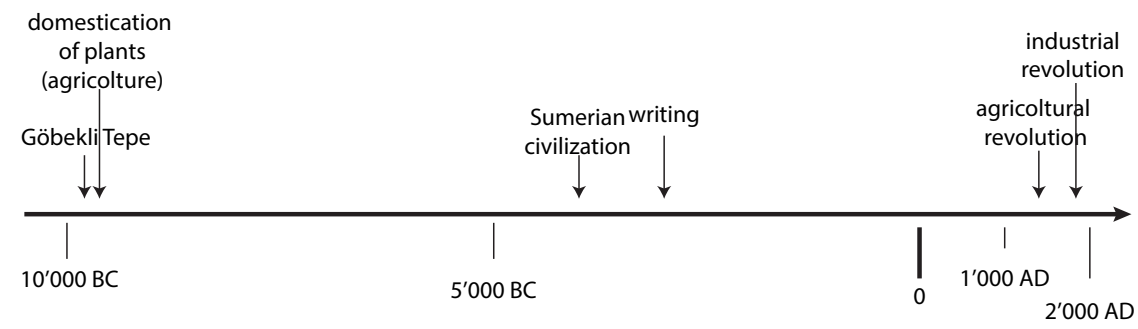 domestication
of plants
(agricolture)
Göbekli Tepe
Sumerian
civilization
writing
agricoltural
revolution
industrial
revolution
10'000 BC
5'000 BC
0
1'000 AD
2'000 AD